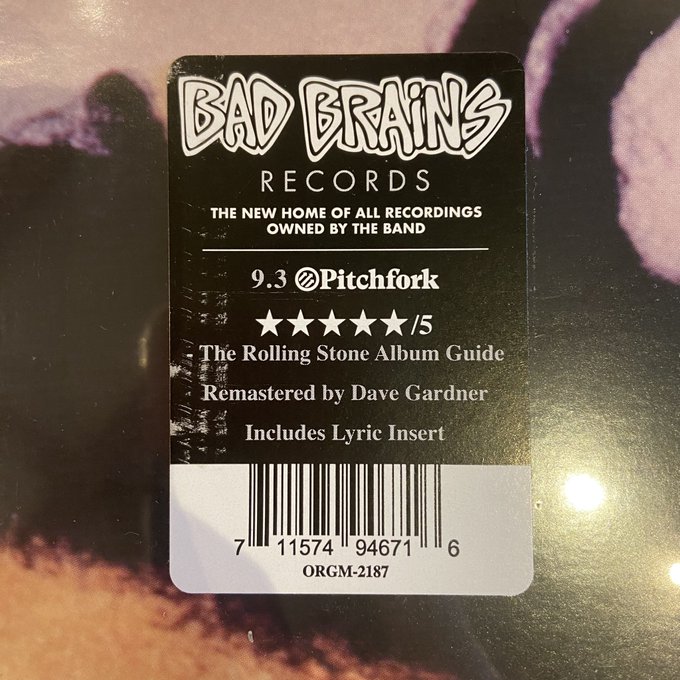 BAD BRAINS
RECORDS
THE NEW HOME OF ALL RECORDINGS
OWNED BY THE BAND
9.3 Pitchfork
★★★★★/5
The Rolling Stone Album Guide
Remastered by Dave Gardner
Includes Lyric Insert
7 11574 94671 6
ORGM-2187